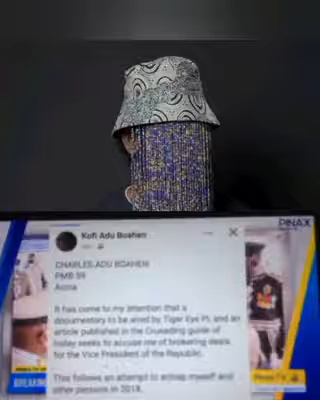 PINAX
Kofi Adu Boahen
CHARLES ADU BOAHEN
PMB 59
Accra
It has come to my attention that a
documentary to be aired by Tiger Eye PI, and an
article published in the Crusading guide of
today seeks to accuse me of brokering deals
for the Vice President of the Republic.
This follows an attempt to entrap myself and
other persons in 2018.
BREAKING